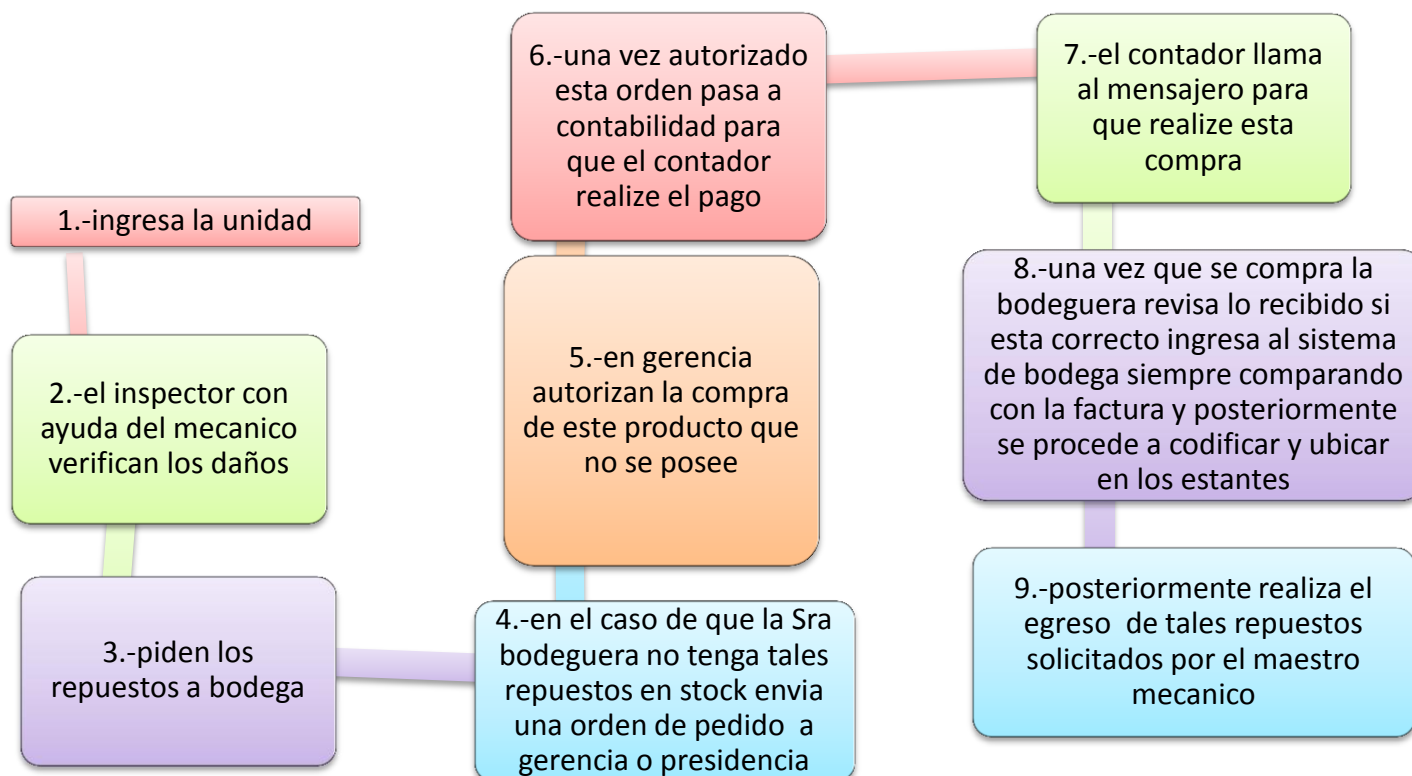 1.-ingresa la unidad
2.-el inspector con
ayuda del mecanico
verifican los daños
3.-piden los
repuestos a bodega
4.-en el caso de que la Sra
bodeguera no tenga tales
repuestos en stock envia
una orden de pedido a
gerencia o presidencia
5.-en gerencia
autorizan la compra
de este producto que
no se posee
6.-una vez autorizado
esta orden pasa a
contabilidad para
que el contador
realize el pago
7.-el contador llama
al mensajero para
que realize esta
compra
8.-una vez que se compra la
bodeguera revisa lo recibido si
esta correcto ingresa al sistema
de bodega siempre comparando
con la factura y posteriormente
se procede a codificar y ubicar
en los estantes
9.-posteriormente realiza el
egreso de tales repuestos
solicitados por el maestro
mecanico